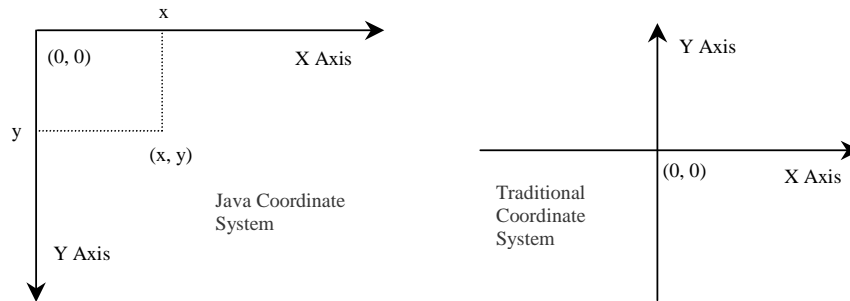 x
(0, 0)
X Axis
y
(x, y)
Java Coordinate
System
Y Axis
Y Axis
(0, 0)
X Axis
Traditional
Coordinate
System